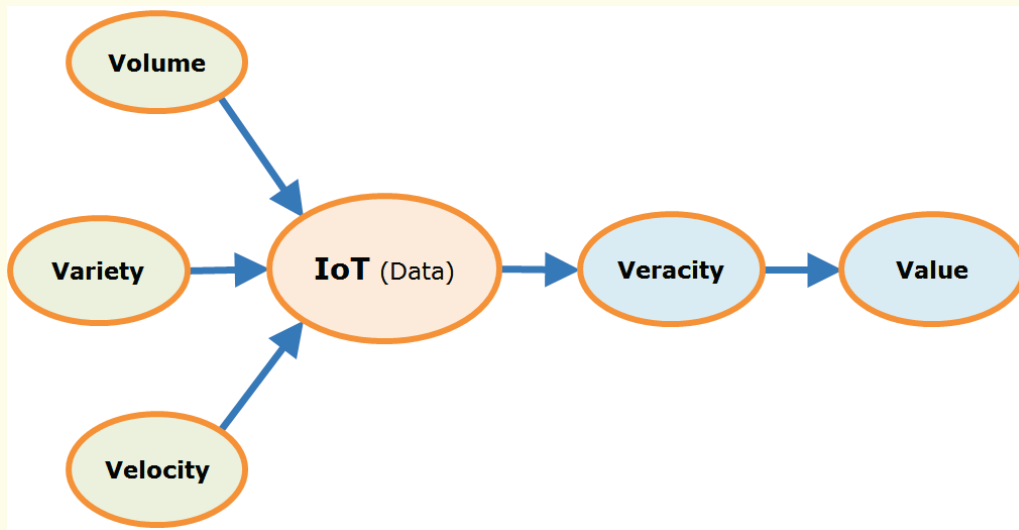 Volume
Variety
IoT (Data)
Veracity
Value
Velocity